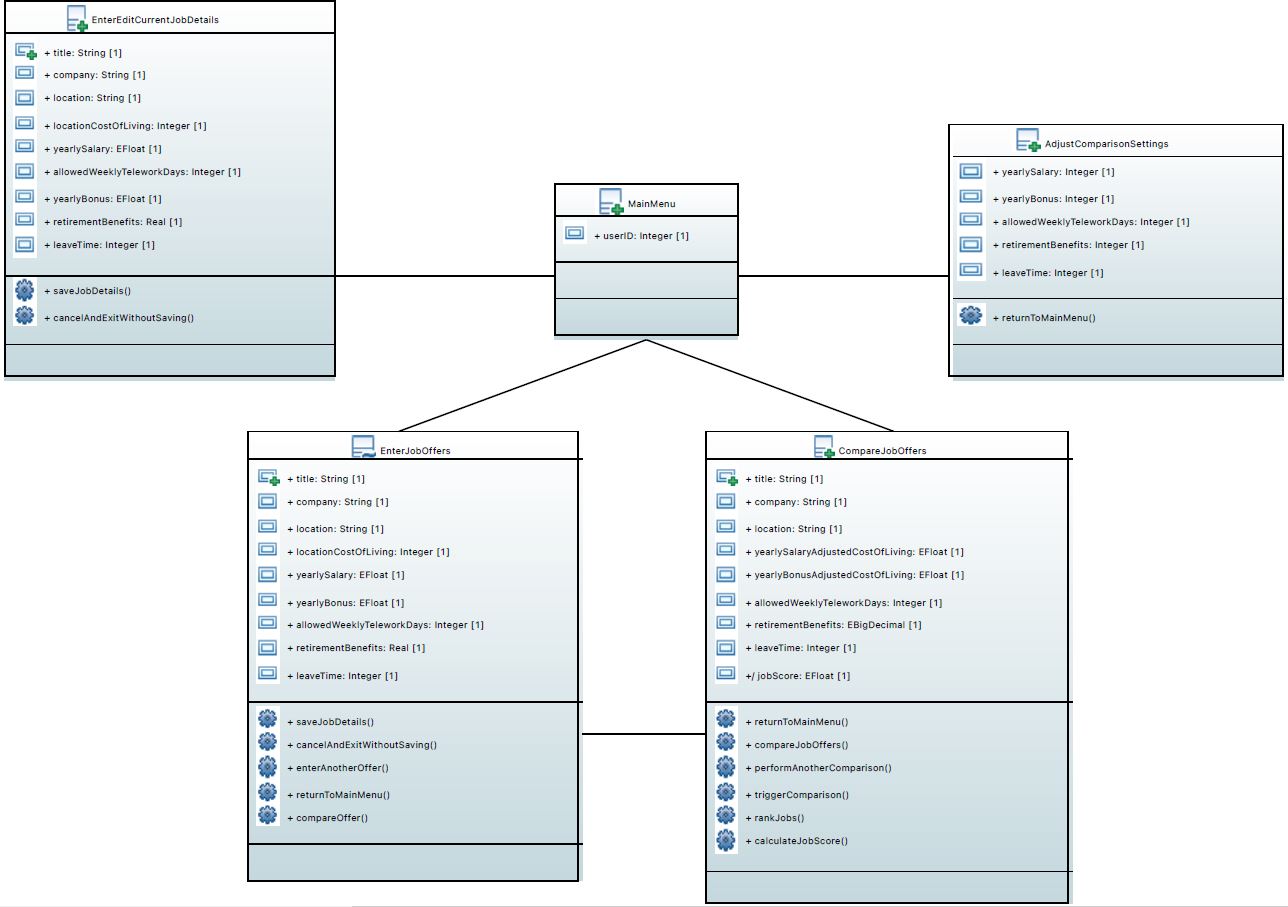 EnterEditCurrentJobDetails
+ title: String [1]
+ company: String [1]
+ location: String [1]
+ locationCostOfLiving: Integer [1]
+ yearlySalary: EFloat [1]
+ allowedWeeklyTeleworkDays: Integer [1]
+ yearlyBonus: EFloat [1]
+ retirementBenefits: Real [1]
+ leaveTime: Integer [1]
+ saveJobDetails()
+ cancelAndExitWithoutSaving()
MainMenu
+ userID: Integer [1]
AdjustComparisonSettings
+ yearlySalary: Integer [1]
+ yearlyBonus: Integer [1]
+ allowedWeeklyTeleworkDays: Integer [1]
+ retirementBenefits: Integer [1]
+ leaveTime: Integer [1]
+ returnToMainMenu()
EnterJobOffers
+ title: String [1]
+ company: String [1]
+ location: String [1]
+ locationCostOfLiving: Integer [1]
+ yearlySalary: EFloat [1]
+ yearlyBonus: EFloat [1]
+ allowedWeeklyTeleworkDays: Integer [1]
+ retirementBenefits: Real [1]
+ leaveTime: Integer [1]
+ saveJobDetails()
+ cancelAndExitWithoutSaving()
+ enterAnotherOffer()
+ returnToMainMenu()
+ compareOffer()
CompareJobOffers
+ title: String [1]
+ company: String [1]
+ location: String [1]
+ yearlySalaryAdjustedCostOfLiving: EFloat [1]
+ yearlyBonusAdjustedCostOfLiving: EFloat [1]
+ allowedWeeklyTeleworkDays: Integer [1]
+ retirementBenefits: EBigDecimal [1]
+ leaveTime: Integer [1]
+/ jobScore: EFloat [1]
+ returnToMainMenu()
+ compareJobOffers()
+ performAnotherComparison()
+ triggerComparison()
+ rankJobs()
+ calculateJobScore()